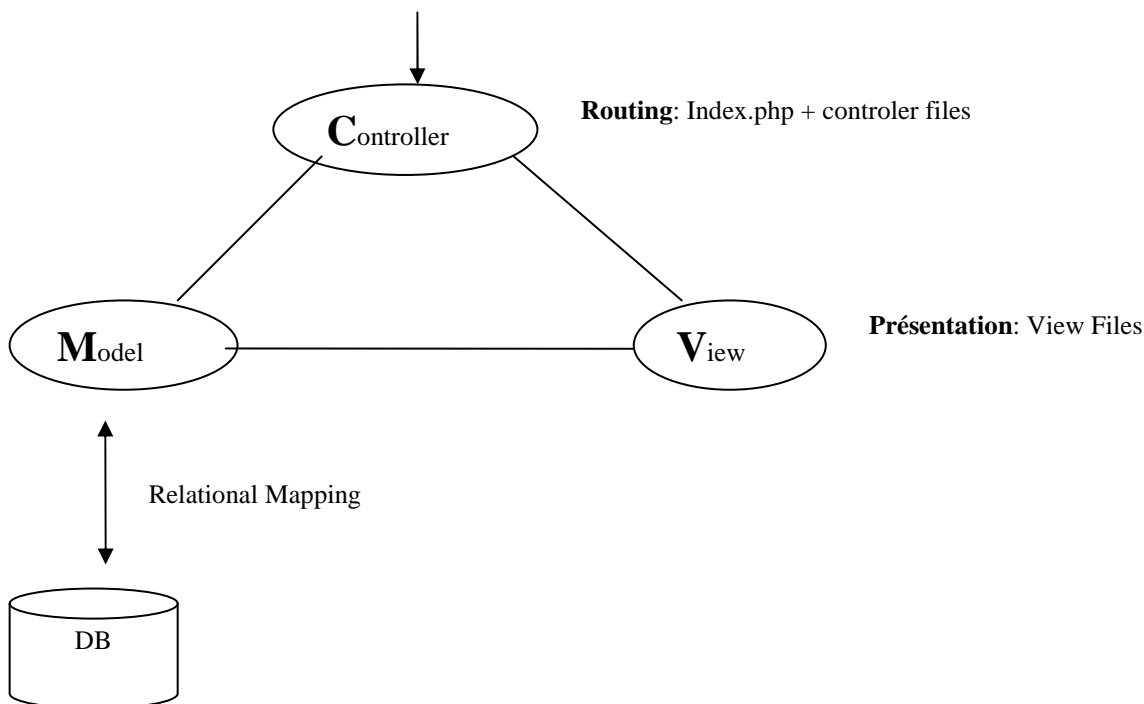 Controller
Routing: Index.php + controler files
Model
View
Présentation: View Files
Relational Mapping
DB